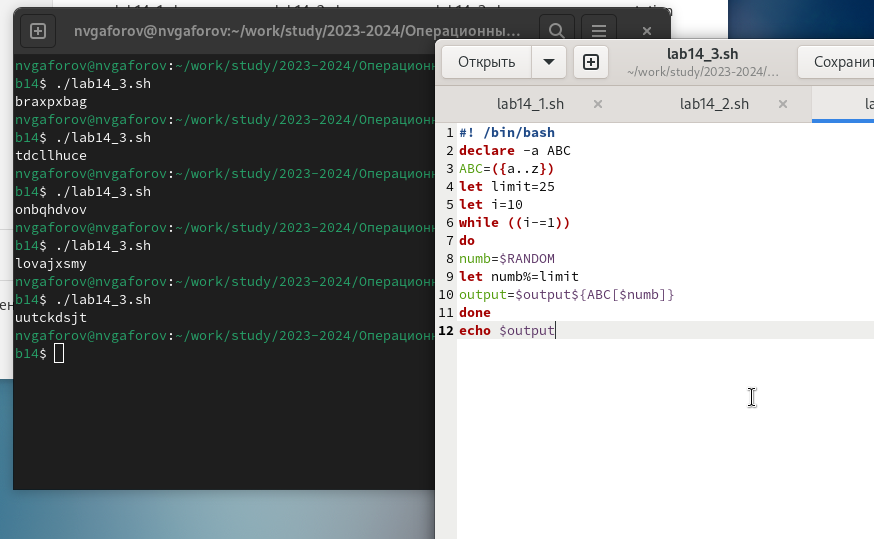 nvgaforov@nvgaforov:~/work/study/2023-2024/Операционны...
nvgaforov@nvgaforov:~/work/study/2023-2024/Операционн
b14$ ./lab14_3.sh
braxpxbag
nvgaforov@nvgaforov:~/work/study/2023-2024/Операционн
b14$ ./lab14_3.sh
tdcllhuce
nvgaforov@nvgaforov:~/work/study/2023-2024/Операционн
b14$ ./lab14_3.sh
onbqhdvov
nvgaforov@nvgaforov:~/work/study/2023-2024/Операционн
b14$ ./lab14_3.sh
lovajxsmy
nvgaforov@nvgaforov:~/work/study/2023-2024/Операционн
b14$ ./lab14_3.sh
uutckdsjt
nvgaforov@nvgaforov:~/work/study/2023-2024/Операционн
b14$
Открыть
lab14_3.sh
~/work/study/2023-2024/...
Сохранит
lab14_1.sh
lab14_2.sh
la
1 #! /bin/bash
2 declare -a ABC
3 ABC=({a..z})
4 let limit=25
5 let i=10
6 while ((i-=1))
7 do
8 numb=$RANDOM
9 let numb%=limit
10 output=$output${ABC[$numb]}
11 done
12 echo $output